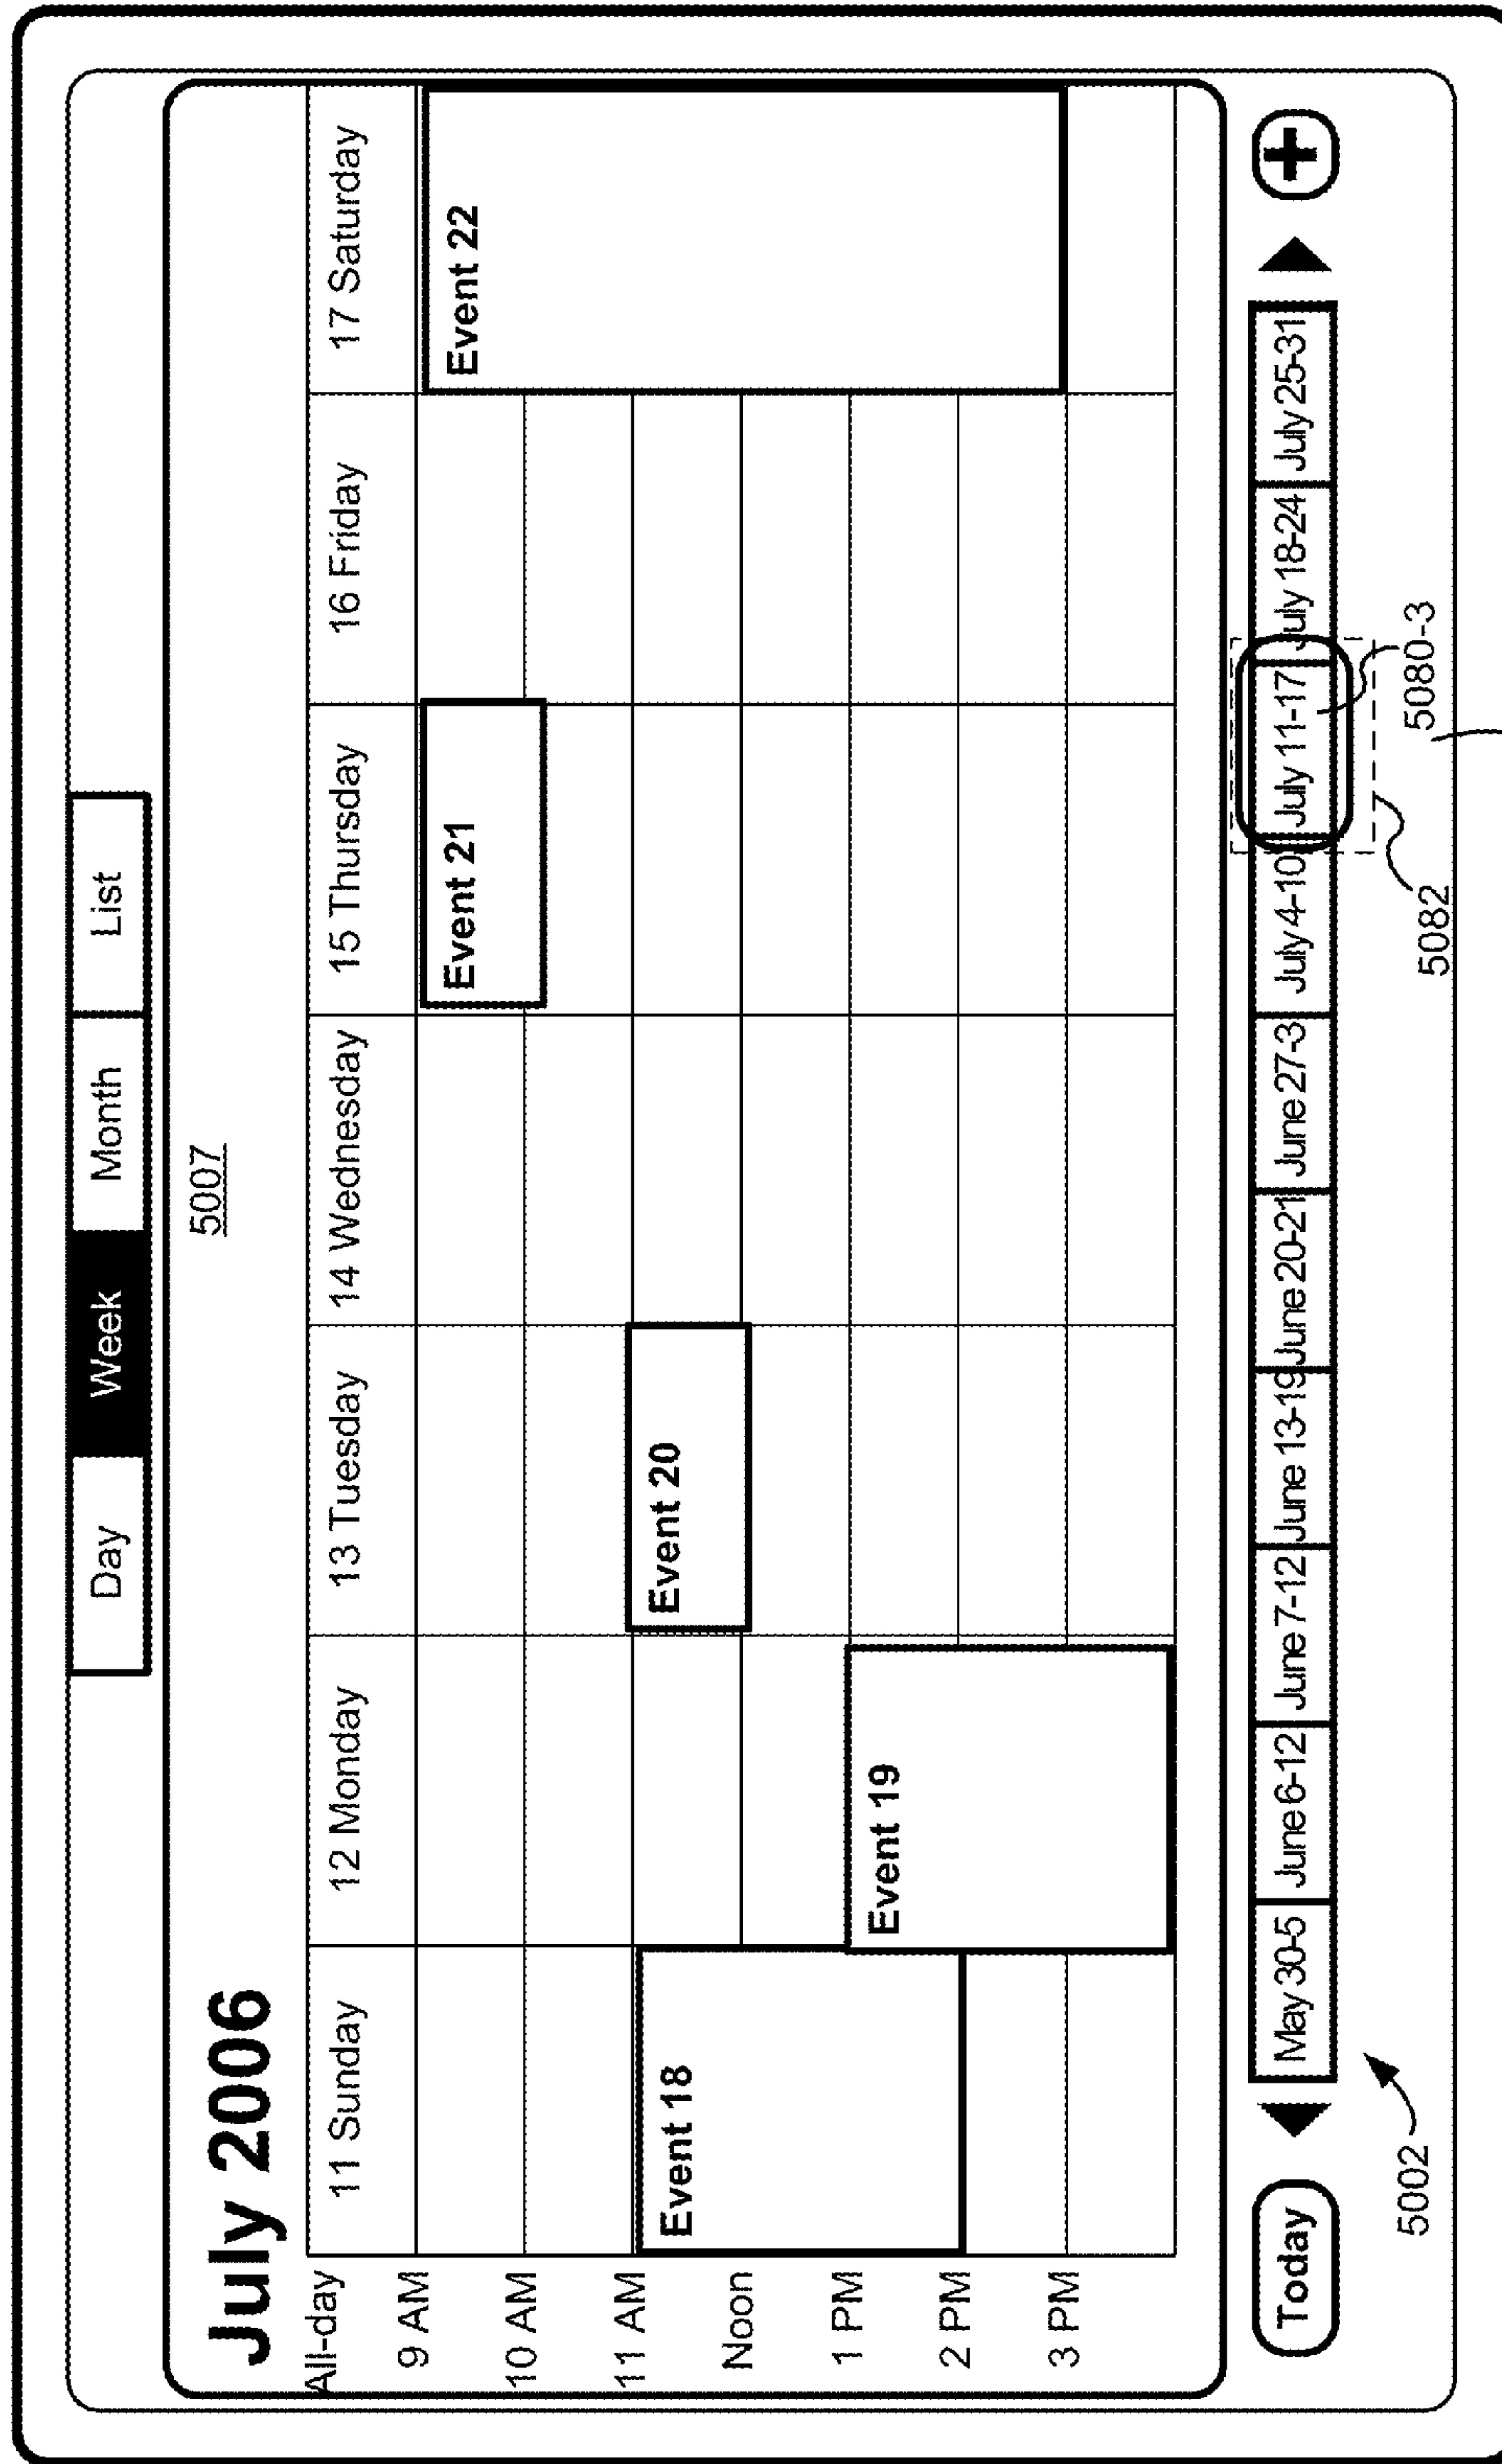 Day Week Month List
5007
July 2006
All-day 11 Sunday 12 Monday 13 Tuesday 14 Wednesday 15 Thursday 16 Friday 17 Saturday
9 AM
Event 21 Event 22
10 AM
11 AM
Event 18 Event 20
Noon
1 PM
Event 19
2 PM
3 PM
Today May 30-5 June 6-12 June 7-12 June 13-19 June 20-21 June 27-3 July 4-10 July 11-17 July 18-24 July 25-31 +
5002 5082 5080-3